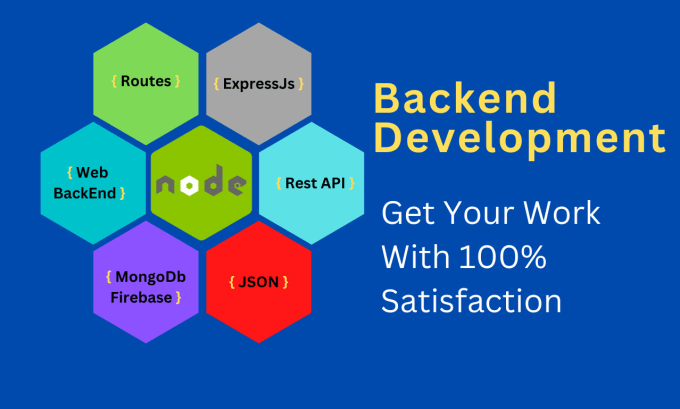 { Routes }
{ ExpressJs }
Backend
Development
{ Web
BackEnd }
node
{ Rest API }
Get Your Work
With 100%
Satisfaction
{ MongoDb
Firebase }
{ JSON }